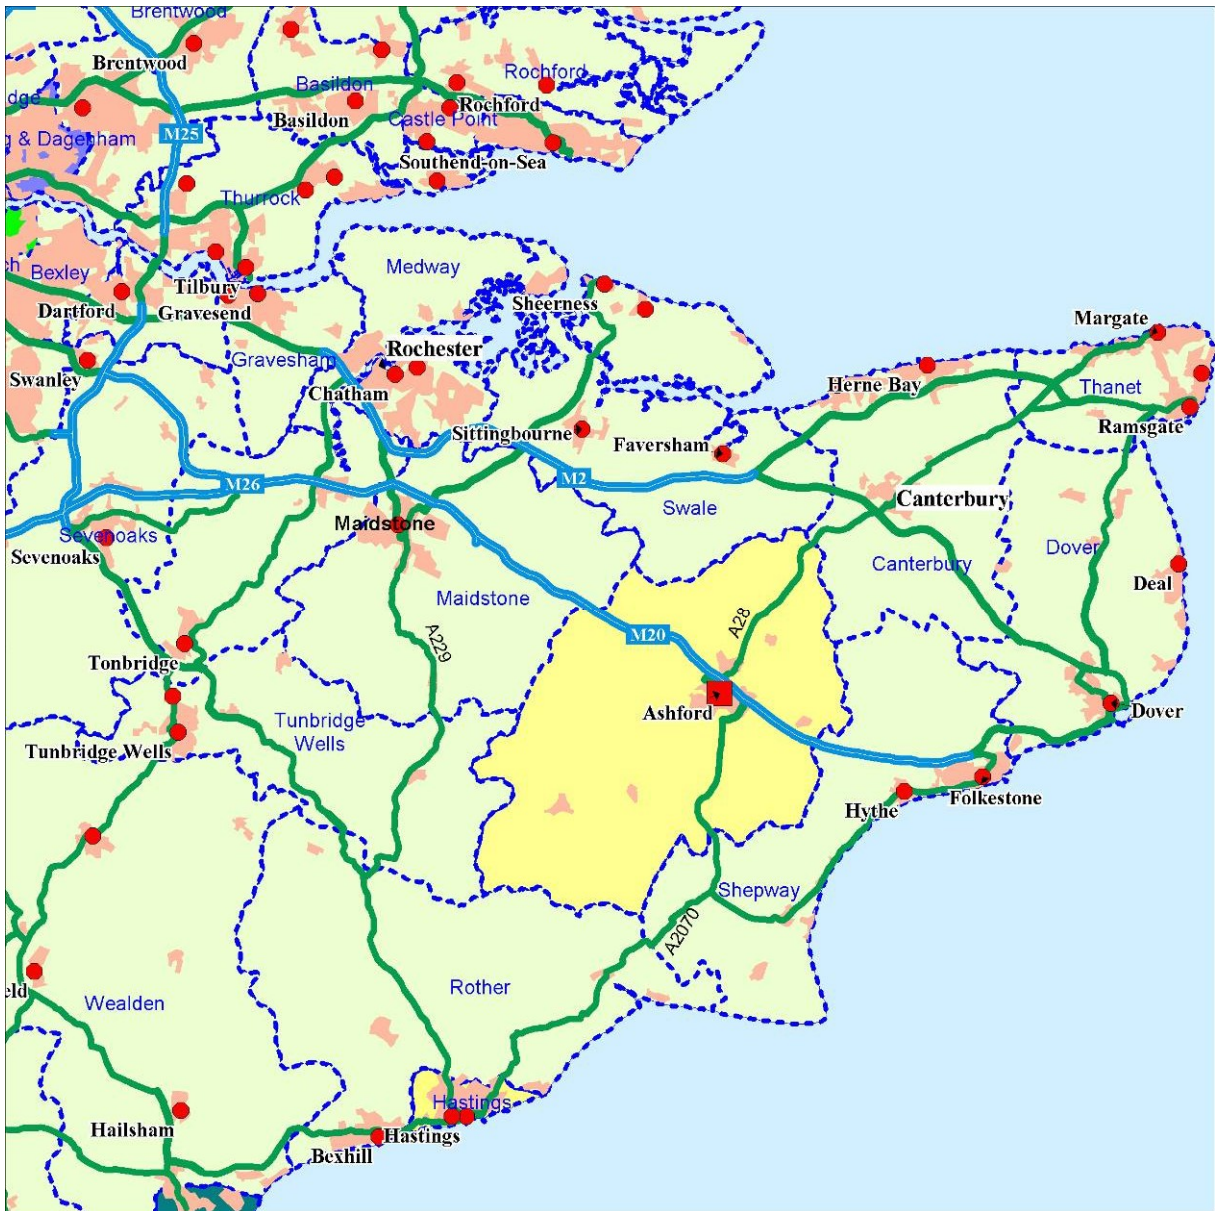 Brentwood
Brentwood
Basildon
Rochford
dge
Rochford
Basildon
Castle Point
M25
g & Dagenham
Southend-on-Sea
Thurrock
ch
Bexley
Medway
Tilbury
Sheerness
Dartford
Gravesend
Margate
Rochester
Gravesham
Swanley
Chatham
Herne Bay
Thanet
Ramsgate
Sittingbourne
Faversham
M2
M26
Canterbury
Swale
Maidstone
Sevenoaks
Sevenoaks
Dover
Canterbury
Deal
Maidstone
A28
M20
A229
Tonbridge
Ashford
Dover
Tunbridge
Wells
Tunbridge Wells
Folkestone
Hythe
Shepway
A2070
Rother
eld
Wealden
Hastings
Hailsham
Hastings
Bexhill